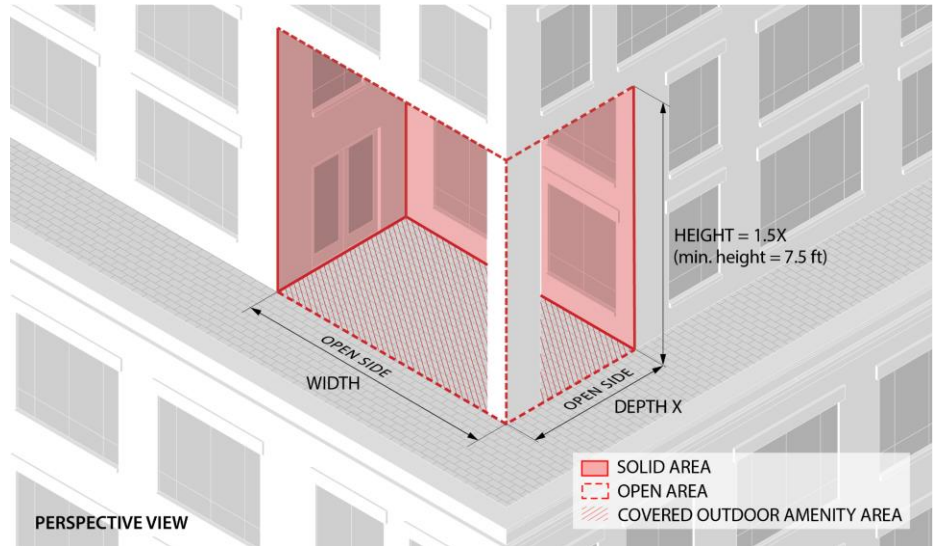 HEIGHT = 1.5X
(min. height = 7.5 ft)
OPEN SIDE
WIDTH
OPEN SIDE
DEPTH X
SOLID AREA
OPEN AREA
COVERED OUTDOOR AMENITY AREA
PERSPECTIVE VIEW